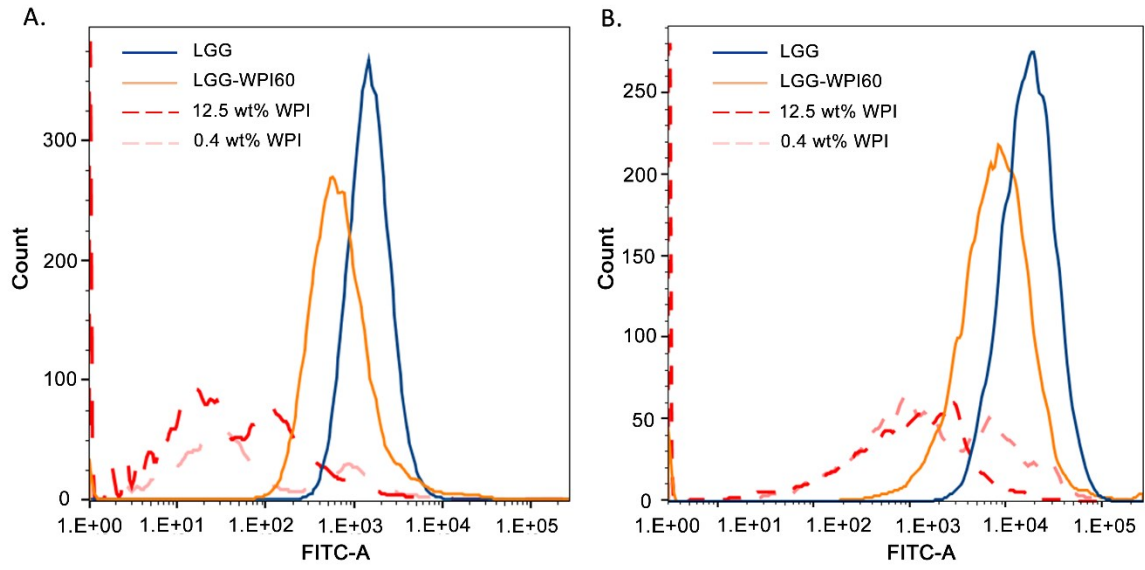 A.
LGG
LGG-WPI60
12.5 wt% WPI
0.4 wt% WPI
300
200
100
0
Count
1.E+00 1.E+01 1.E+02 1.E+03 1.E+04 1.E+05
FITC-A
B.
LGG
LGG-WPI60
12.5 wt% WPI
0.4 wt% WPI
250
200
150
100
50
0
Count
1.E+00 1.E+01 1.E+02 1.E+03 1.E+04 1.E+05
FITC-A